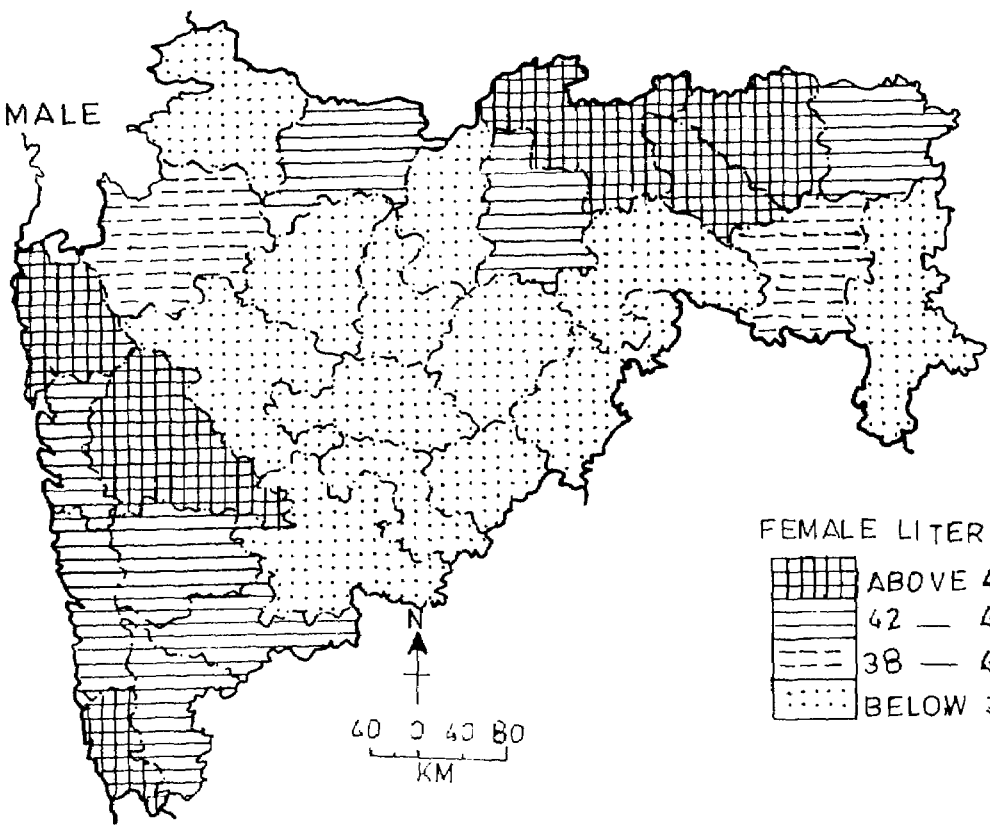 MALE
FEMALE LITER
ABOVE 4
42 — 4
38 — 4
BELOW 3
N
40 0 40 80
KM